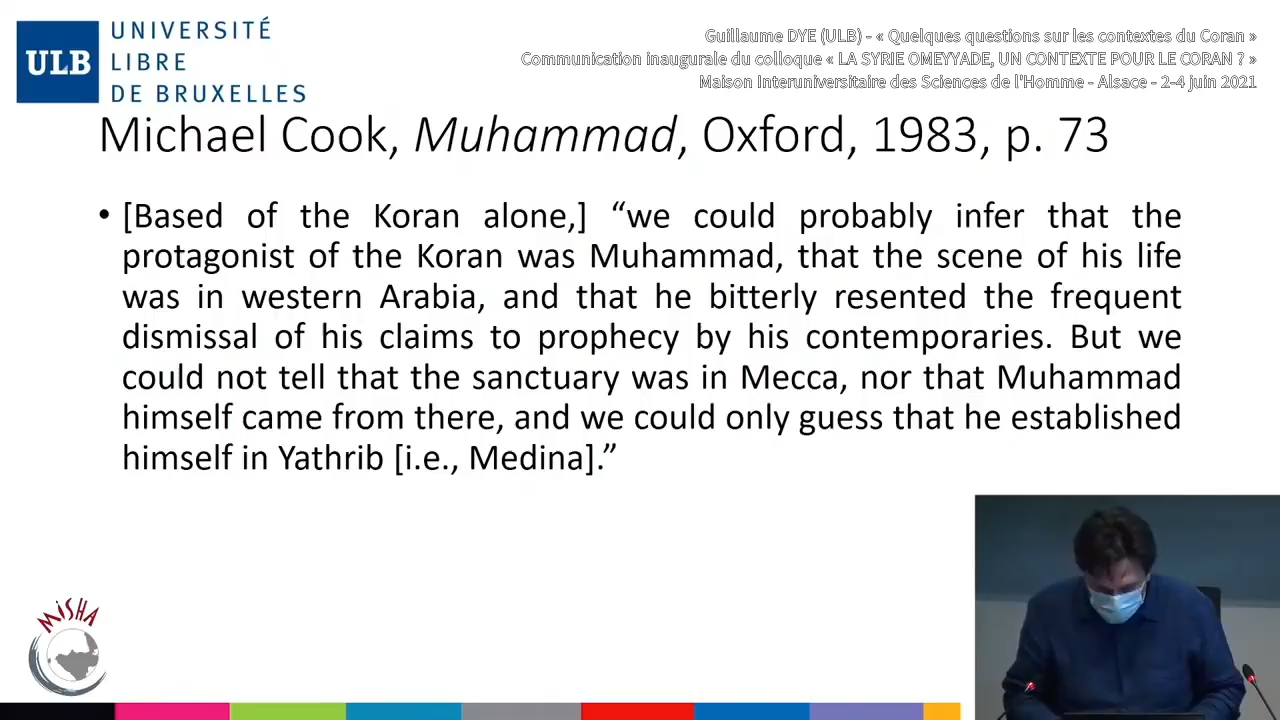 ULB
UNIVERSITÉ
LIBRE
DE BRUXELLES
Guillaume DYE (ULB) - « Quelques questions sur les contextes du Coran »
Communication inaugurale du colloque « LA SYRIE OMEYYADE, UN CONTEXTE POUR LE CORAN ? »
Maison Interuniversitaire des Sciences de l'Homme - Alsace - 2-4 juin 2021
Michael Cook, Muhammad, Oxford, 1983, p. 73
• [Based of the Koran alone,] “we could probably infer that the
protagonist of the Koran was Muhammad, that the scene of his life
was in western Arabia, and that he bitterly resented the frequent
dismissal of his claims to prophecy by his contemporaries. But we
could not tell that the sanctuary was in Mecca, nor that Muhammad
himself came from there, and we could only guess that he established
himself in Yathrib [i.e., Medina].”
MiSHA